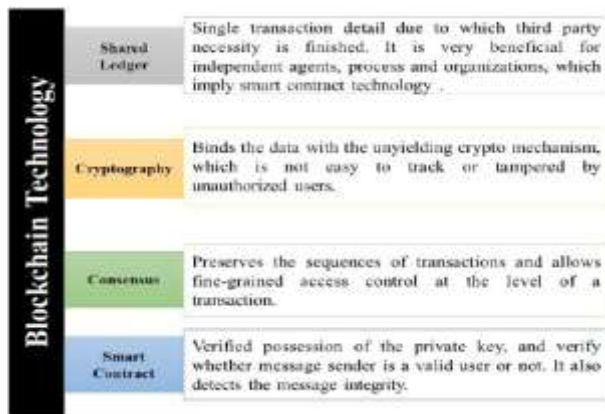 Blockchain Technology
Shared
Ledger
Single transaction detail due to which third party
necessity is finished. It is very beneficial for
independent agents, process and organizations, which
imply smart contract technology .
Cryptography
Binds the data with the unyielding crypto mechanism,
which is not easy to track or tampered by
unauthorized users.
Consensus
Preserves the sequences of transactions and allows
fine-grained access control at the level of a
transaction.
Smart
Contract
Verified possession of the private key, and verify
whether message sender is a valid user or not. It also
detects the message integrity.